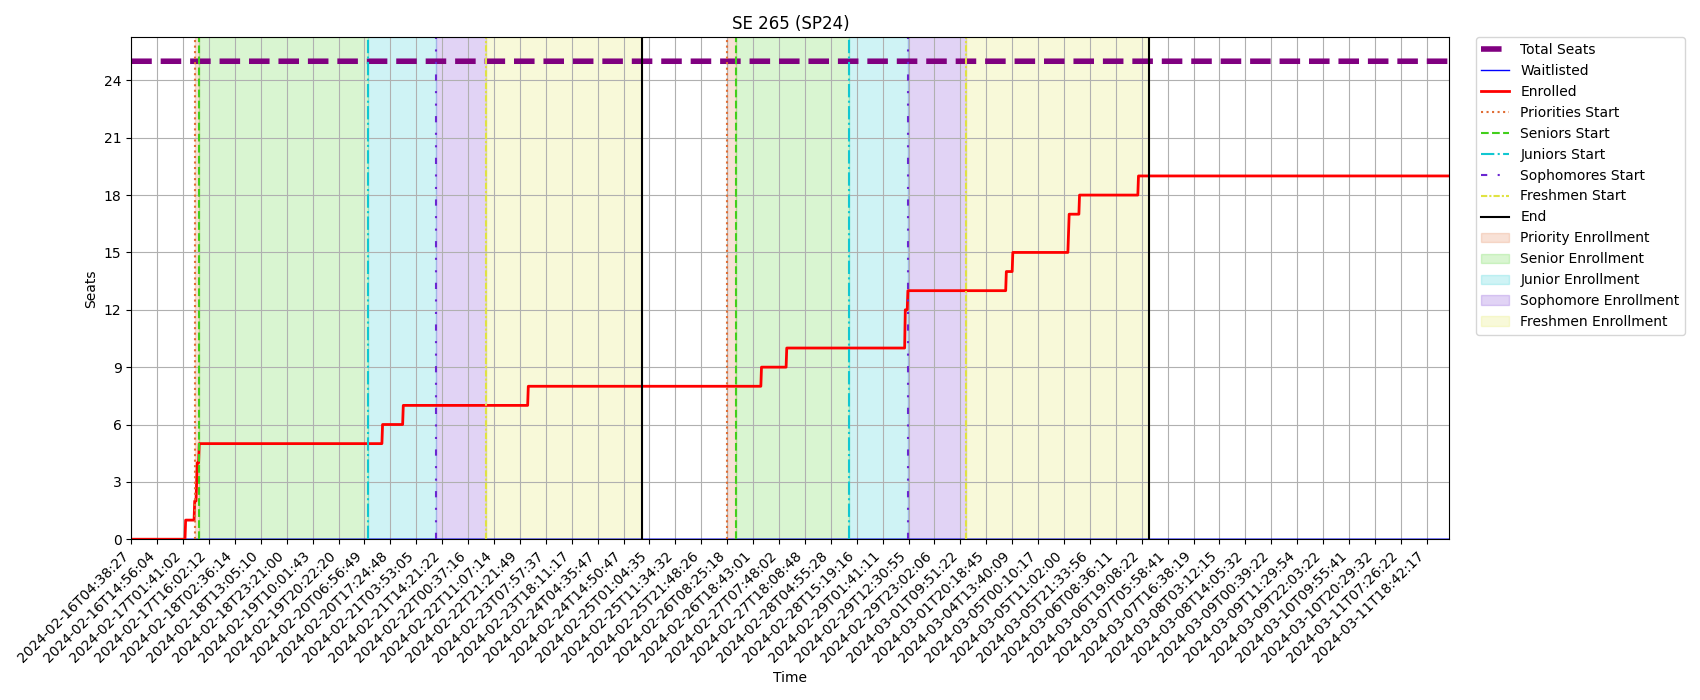 SE 265 (SP24)
Seats
24
21
18
15
12
9
6
3
0
2024-02-16T04:38:27
2024-02-16T14:56:04
2024-02-17T01:41:02
2024-02-17T16:02:12
2024-02-18T02:36:14
2024-02-18T13:05:10
2024-02-18T23:21:00
2024-02-19T10:01:43
2024-02-19T20:22:20
2024-02-20T06:56:49
2024-02-20T17:24:48
2024-02-21T03:53:05
2024-02-21T14:21:22
2024-02-22T00:37:16
2024-02-22T11:07:14
2024-02-22T21:21:49
2024-02-23T07:57:37
2024-02-23T18:11:17
2024-02-24T04:35:47
2024-02-24T14:50:47
2024-02-25T01:04:35
2024-02-25T11:34:32
2024-02-25T21:48:26
2024-02-26T08:25:18
2024-02-26T18:43:01
2024-02-27T07:48:02
2024-02-27T18:08:48
2024-02-28T04:55:28
2024-02-28T15:19:16
2024-02-29T01:41:11
2024-02-29T12:30:55
2024-02-29T23:02:06
2024-03-01T09:51:22
2024-03-01T20:18:45
2024-03-04T13:40:09
2024-03-05T00:10:17
2024-03-05T11:02:00
2024-03-05T21:33:56
2024-03-06T08:36:11
2024-03-06T19:08:22
2024-03-07T05:58:41
2024-03-07T16:38:19
2024-03-08T03:12:15
2024-03-08T14:05:32
2024-03-09T00:39:22
2024-03-09T11:29:54
2024-03-09T22:03:22
2024-03-10T09:55:41
2024-03-10T20:29:32
2024-03-11T07:26:22
2024-03-11T18:42:17
Time
Total Seats
Waitlisted
Enrolled
Priorities Start
Seniors Start
Juniors Start
Sophomores Start
Freshmen Start
End
Priority Enrollment
Senior Enrollment
Junior Enrollment
Sophomore Enrollment
Freshmen Enrollment